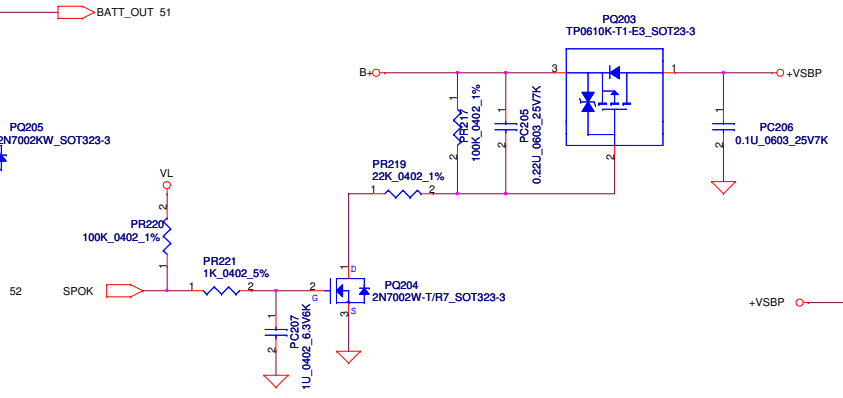 BATT_OUT 51
PQ203
TP0610K-T1-E3_SOT23-3
B+
3
1
+VSBP
1
PR217
100K_0402_1%
2
1
PC205
0.22U_0603_25V7K
2
2
1
PC206
0.1U_0603_25V7K
2
PQ205
2N7002KW_SOT323-3
VL
2
PR220
100K_0402_1%
1
PR219
22K_0402_1%
1
2
52
SPOK
PR221
1K_0402_5%
1
2
2
G
1
D
PQ204
2N7002W-T/R7_SOT323-3
3
S
1
PC207
1U_0402_6.3V6K
2
+VSBP